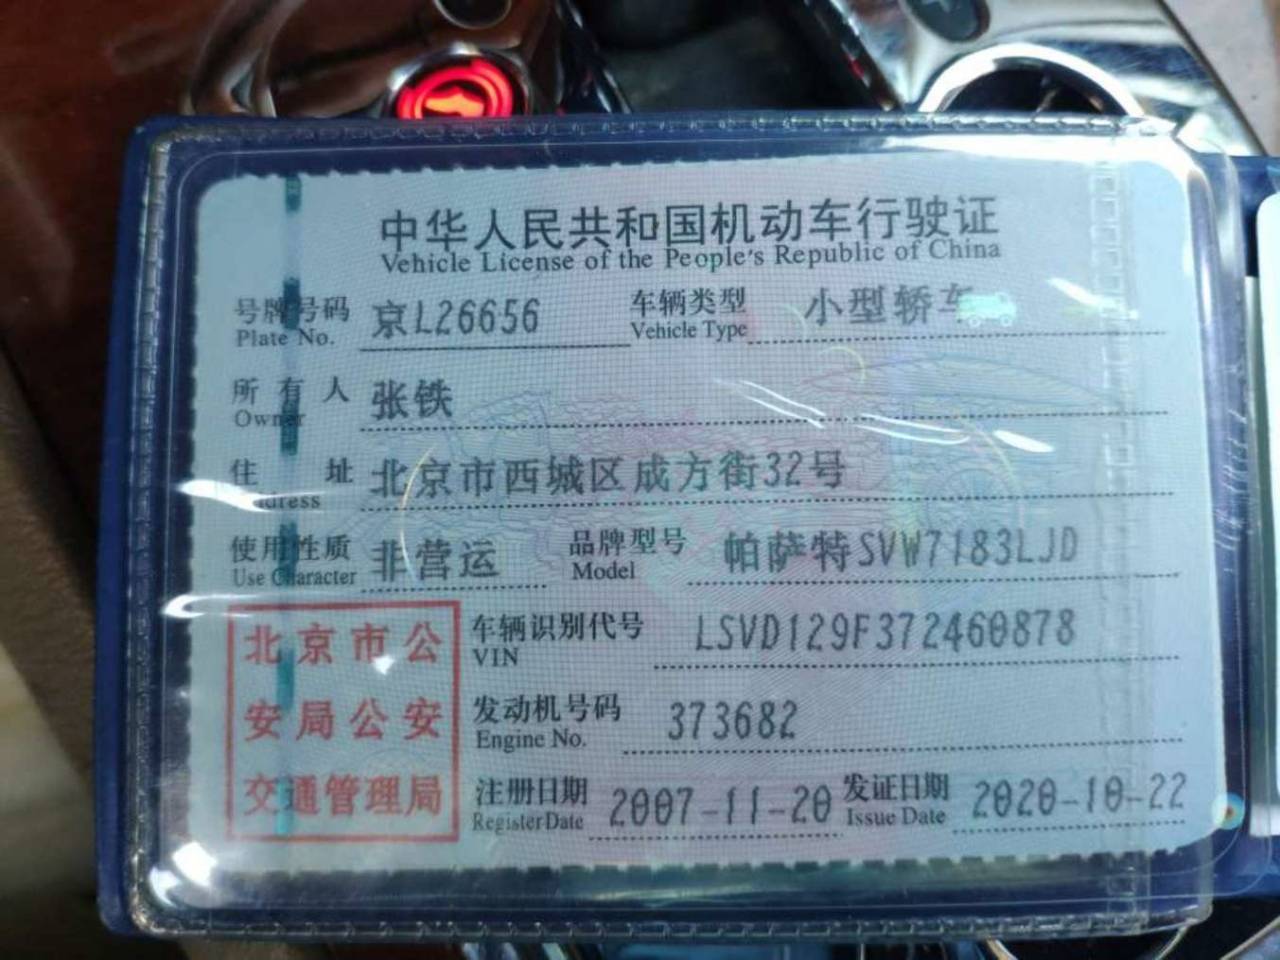 中华人民共和国机动车行驶证
Vehicle License of the People's Republic of China
号牌号码 京L26656 车辆类型 小型轿车
Plate No. Vehicle Type
所有人 张铁
Owner
住址 北京市西城区成方街32号
Address
使用性质 非营运 品牌型号 帕萨特SVW7183LJD
Use Character Model
北京市公
安局公安
交通管理局
车辆识别代号 LSVD129F372460878
VIN
发动机号码 373682
Engine No.
注册日期 2007-11-20 发证日期 2020-10-22
Register Date Issue Date